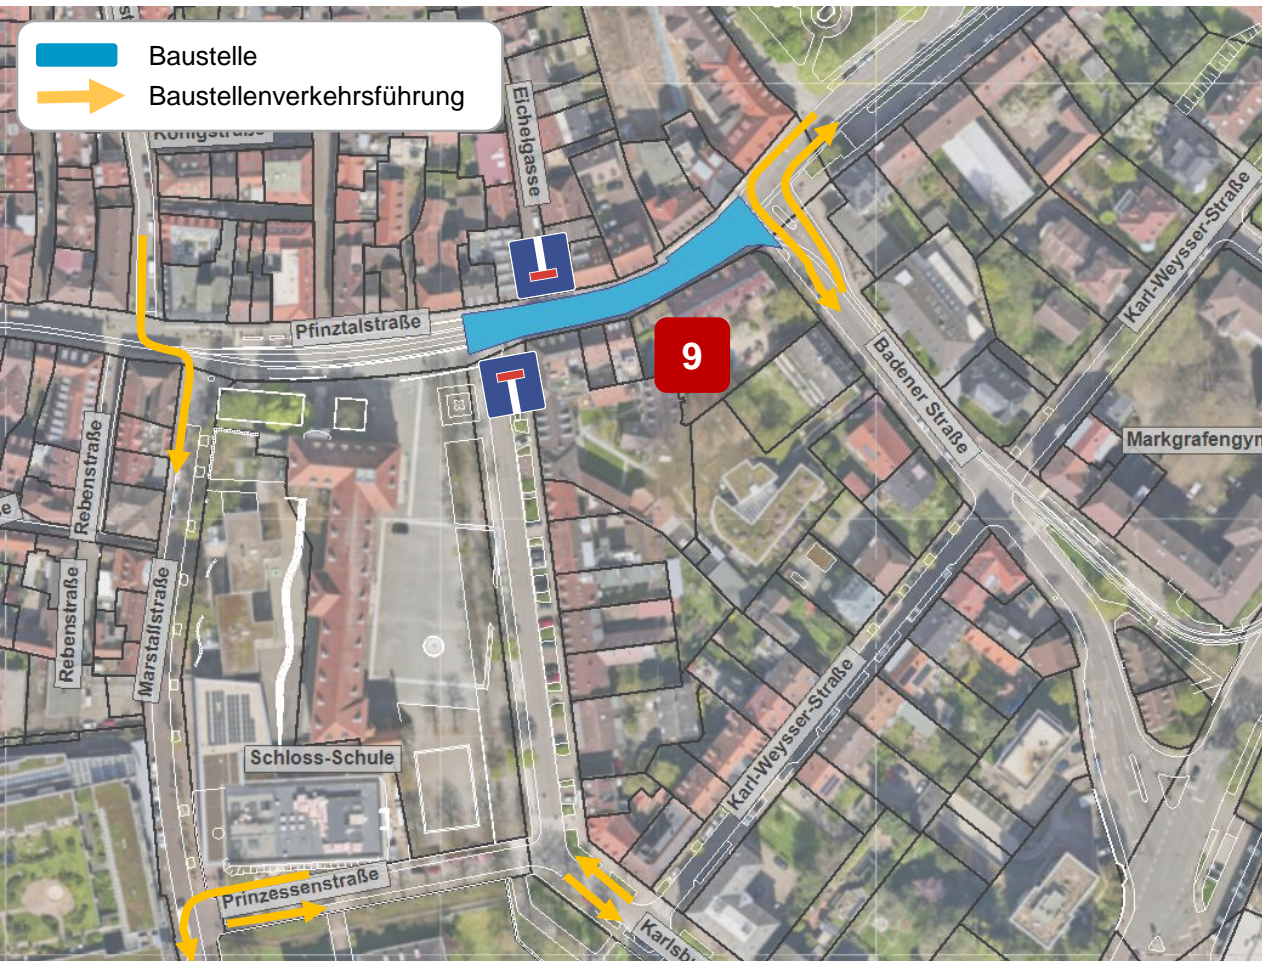 Baustelle
Baustellenverkehrsführung
Königstraße
Eichelgasse
Karl-Weysser-Straße
Pfinztalstraße
9
Badener Straße
Rebenstraße
Rebenstraße
Marstallstraße
Karl-Weysser-Straße
Schloss-Schule
Prinzessenstraße